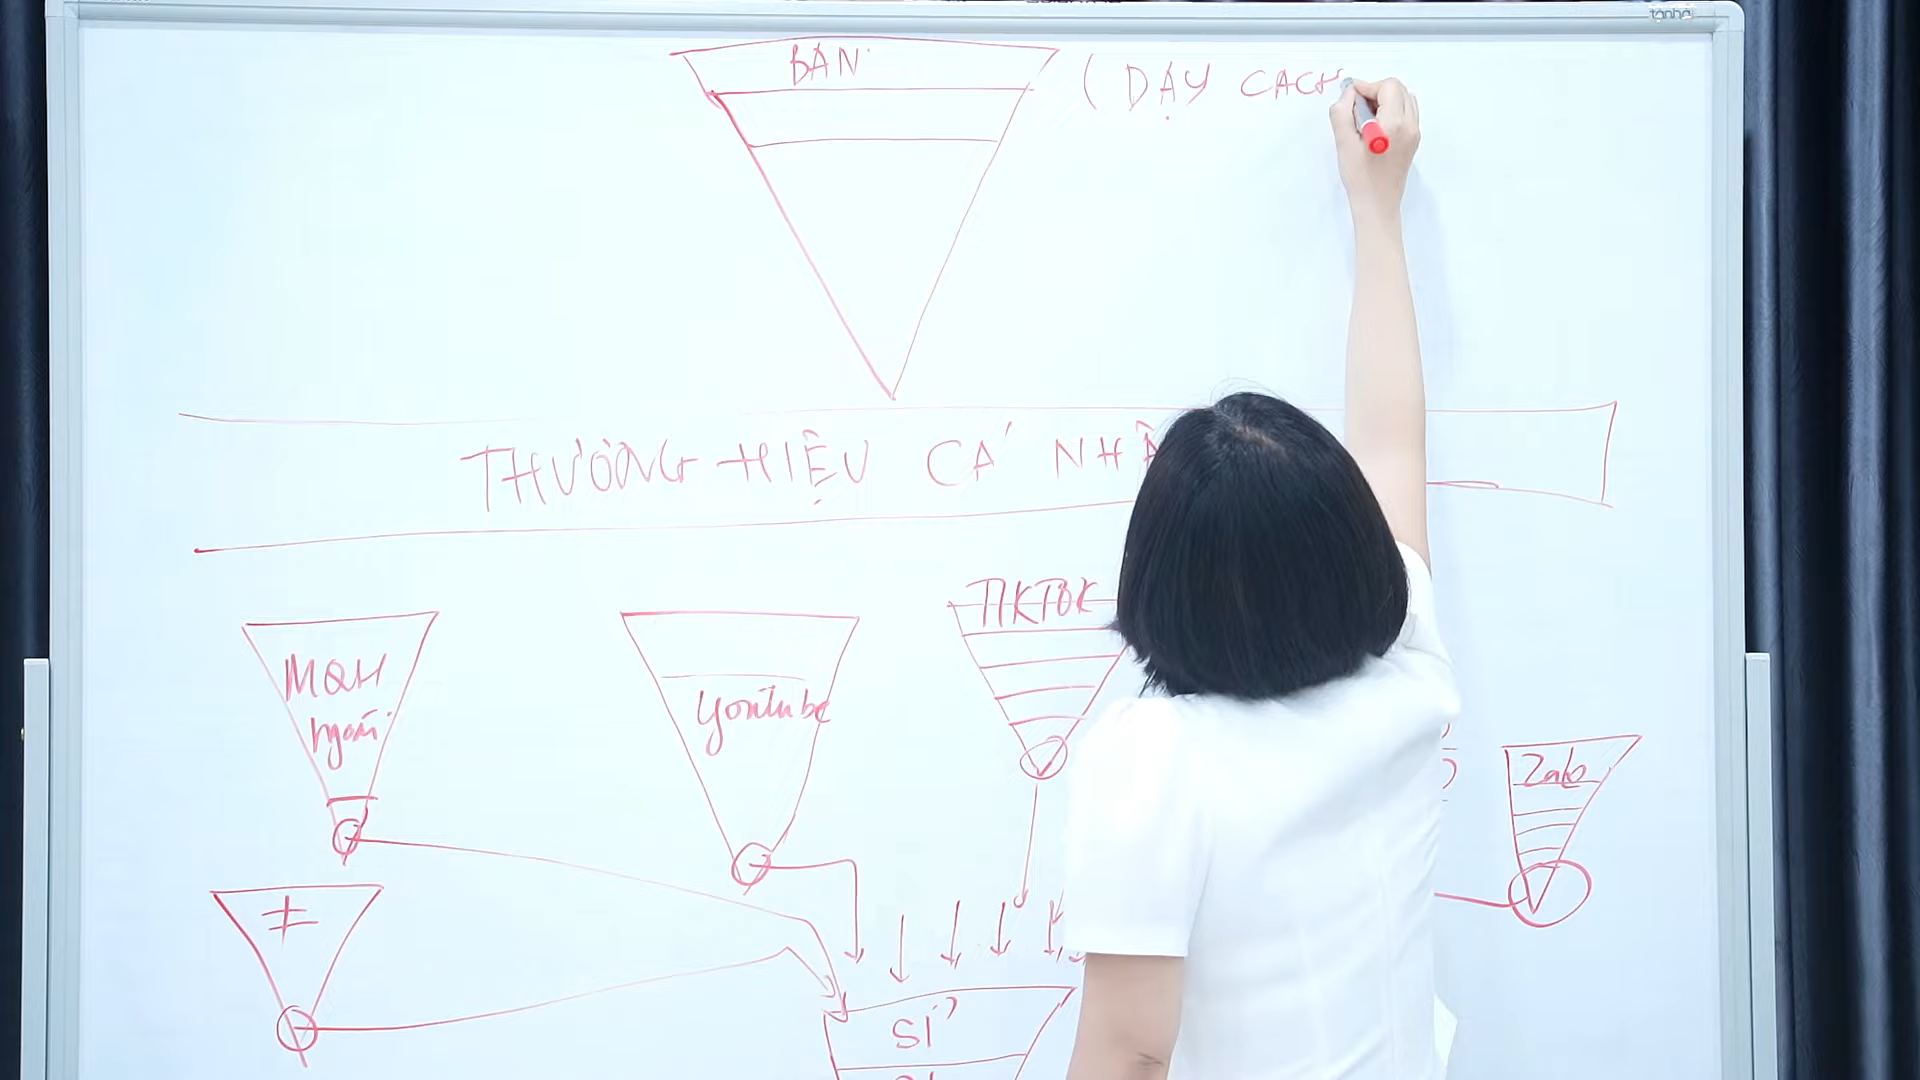 BÁN
( DẠY CÁCH
THƯƠNG HIỆU CÁ NHÂ
TIKTOK
MQH
ngoài
Youtube
Zalo
≠
SỈ